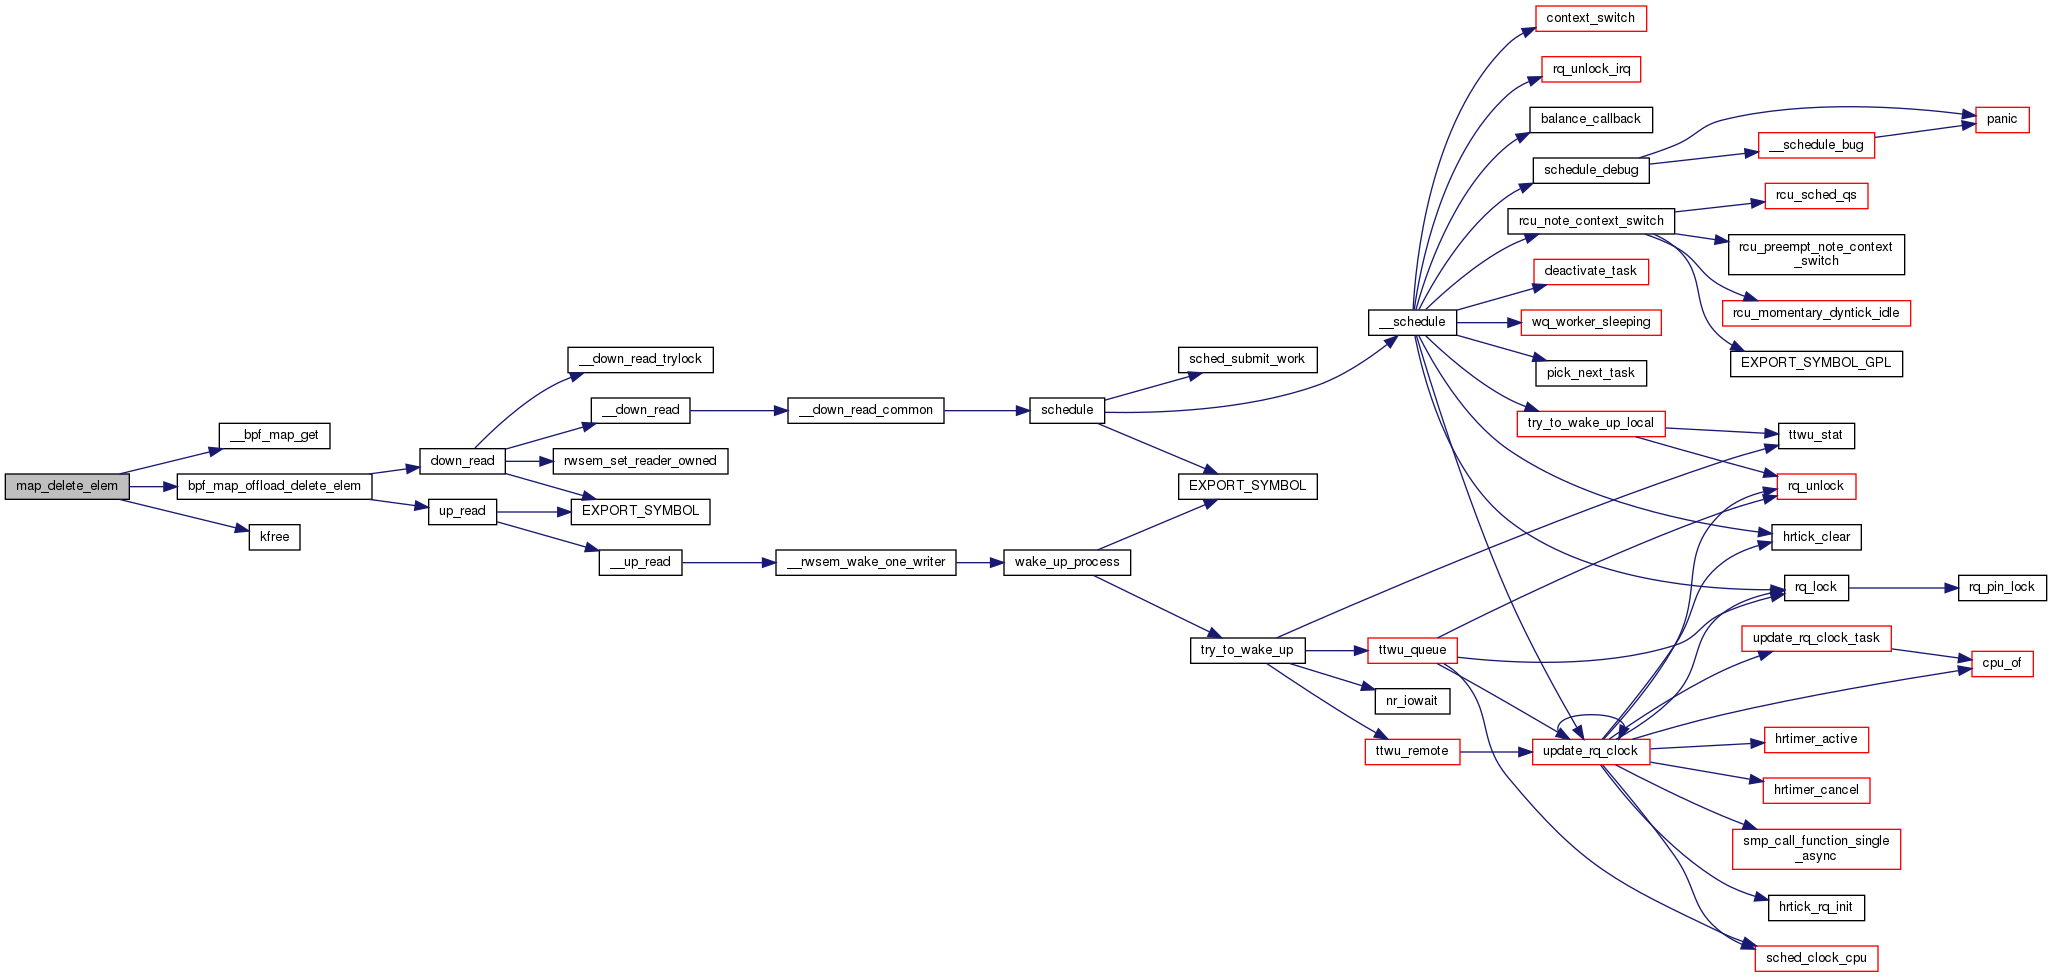 map_delete_elem
__bpf_map_get
bpf_map_offload_delete_elem
kfree
down_read
up_read
__down_read_trylock
__down_read
rwsem_set_reader_owned
EXPORT_SYMBOL
__up_read
__down_read_common
__rwsem_wake_one_writer
schedule
wake_up_process
sched_submit_work
EXPORT_SYMBOL
try_to_wake_up
__schedule
ttwu_queue
nr_iowait
ttwu_remote
context_switch
rq_unlock_irq
balance_callback
schedule_debug
rcu_note_context_switch
deactivate_task
wq_worker_sleeping
pick_next_task
try_to_wake_up_local
update_rq_clock
__schedule_bug
rcu_sched_qs
rcu_preempt_note_context
_switch
rcu_momentary_dyntick_idle
EXPORT_SYMBOL_GPL
ttwu_stat
rq_unlock
hrtick_clear
rq_lock
update_rq_clock_task
hrtimer_active
hrtimer_cancel
smp_call_function_single
_async
hrtick_rq_init
sched_clock_cpu
panic
rq_pin_lock
cpu_of